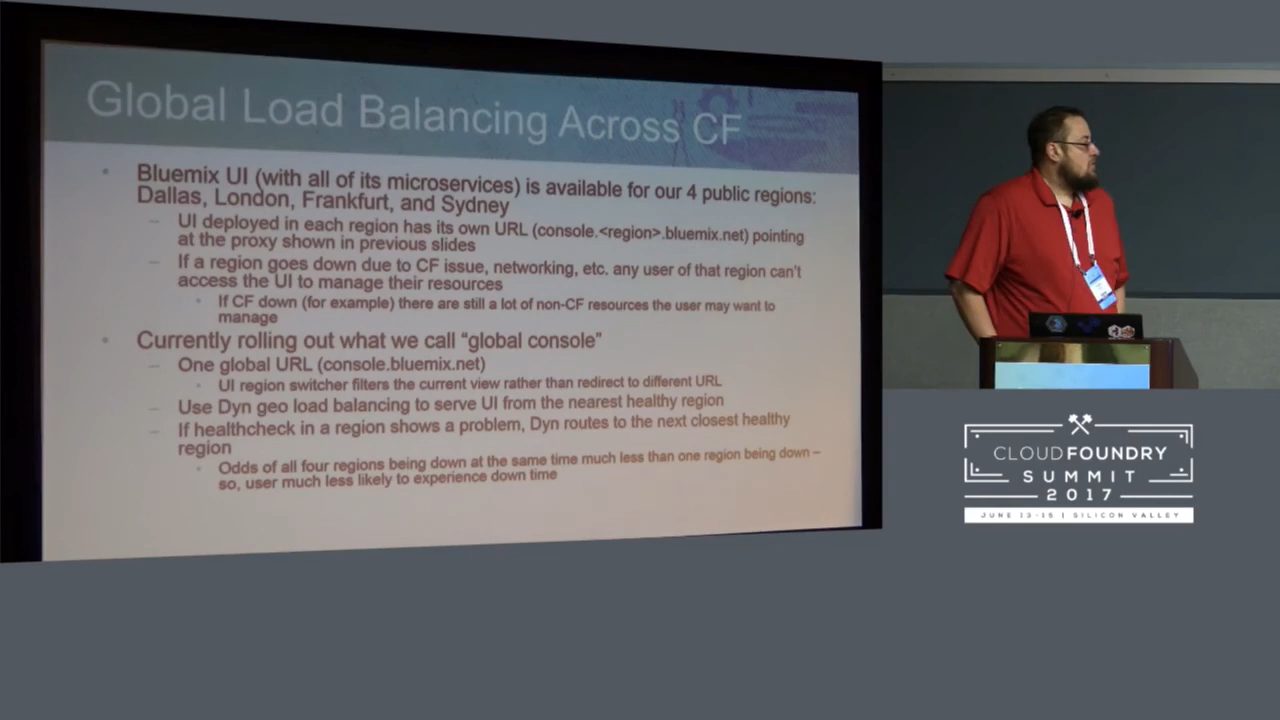 Global Load Balancing Across CF
• Bluemix UI (with all of its microservices) is available for our 4 public regions:
Dallas, London, Frankfurt, and Sydney
– UI deployed in each region has its own URL (console.<region>.bluemix.net) pointing
at the proxy shown in previous slides
– If a region goes down due to CF issue, networking, etc. any user of that region can't
access the UI to manage their resources
• If CF down (for example) there are still a lot of non-CF resources the user may want to
manage
• Currently rolling out what we call “global console”
– One global URL (console.bluemix.net)
• UI region switcher filters the current view rather than redirect to different URL
– Use Dyn geo load balancing to serve UI from the nearest healthy region
– If healthcheck in a region shows a problem, Dyn routes to the next closest healthy
region
• Odds of all four regions being down at the same time much less than one region being down –
so, user much less likely to experience down time
CLOUD FOUNDRY
SUMMIT
2017
JUNE 13-15 | SILICON VALLEY